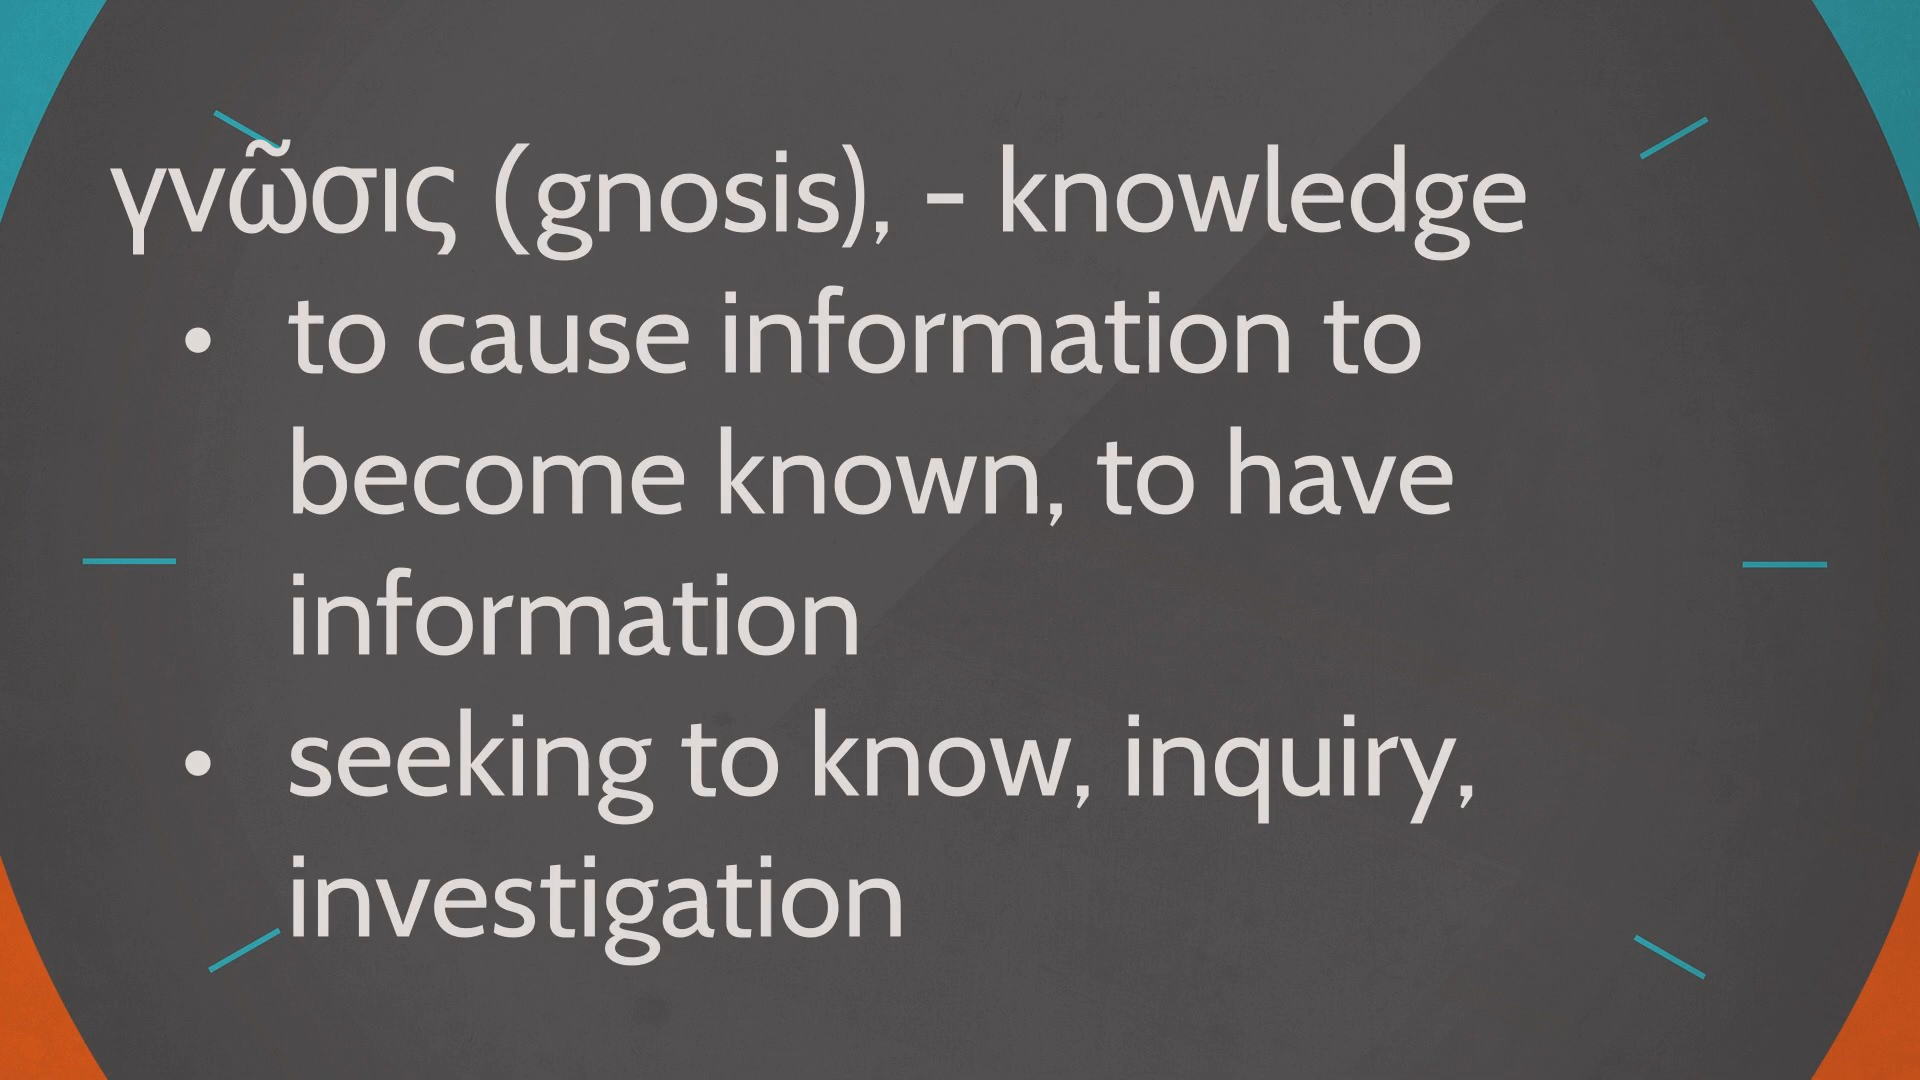 γνῶσις (gnosis), - knowledge
• to cause information to
become known, to have
information
• seeking to know, inquiry,
investigation